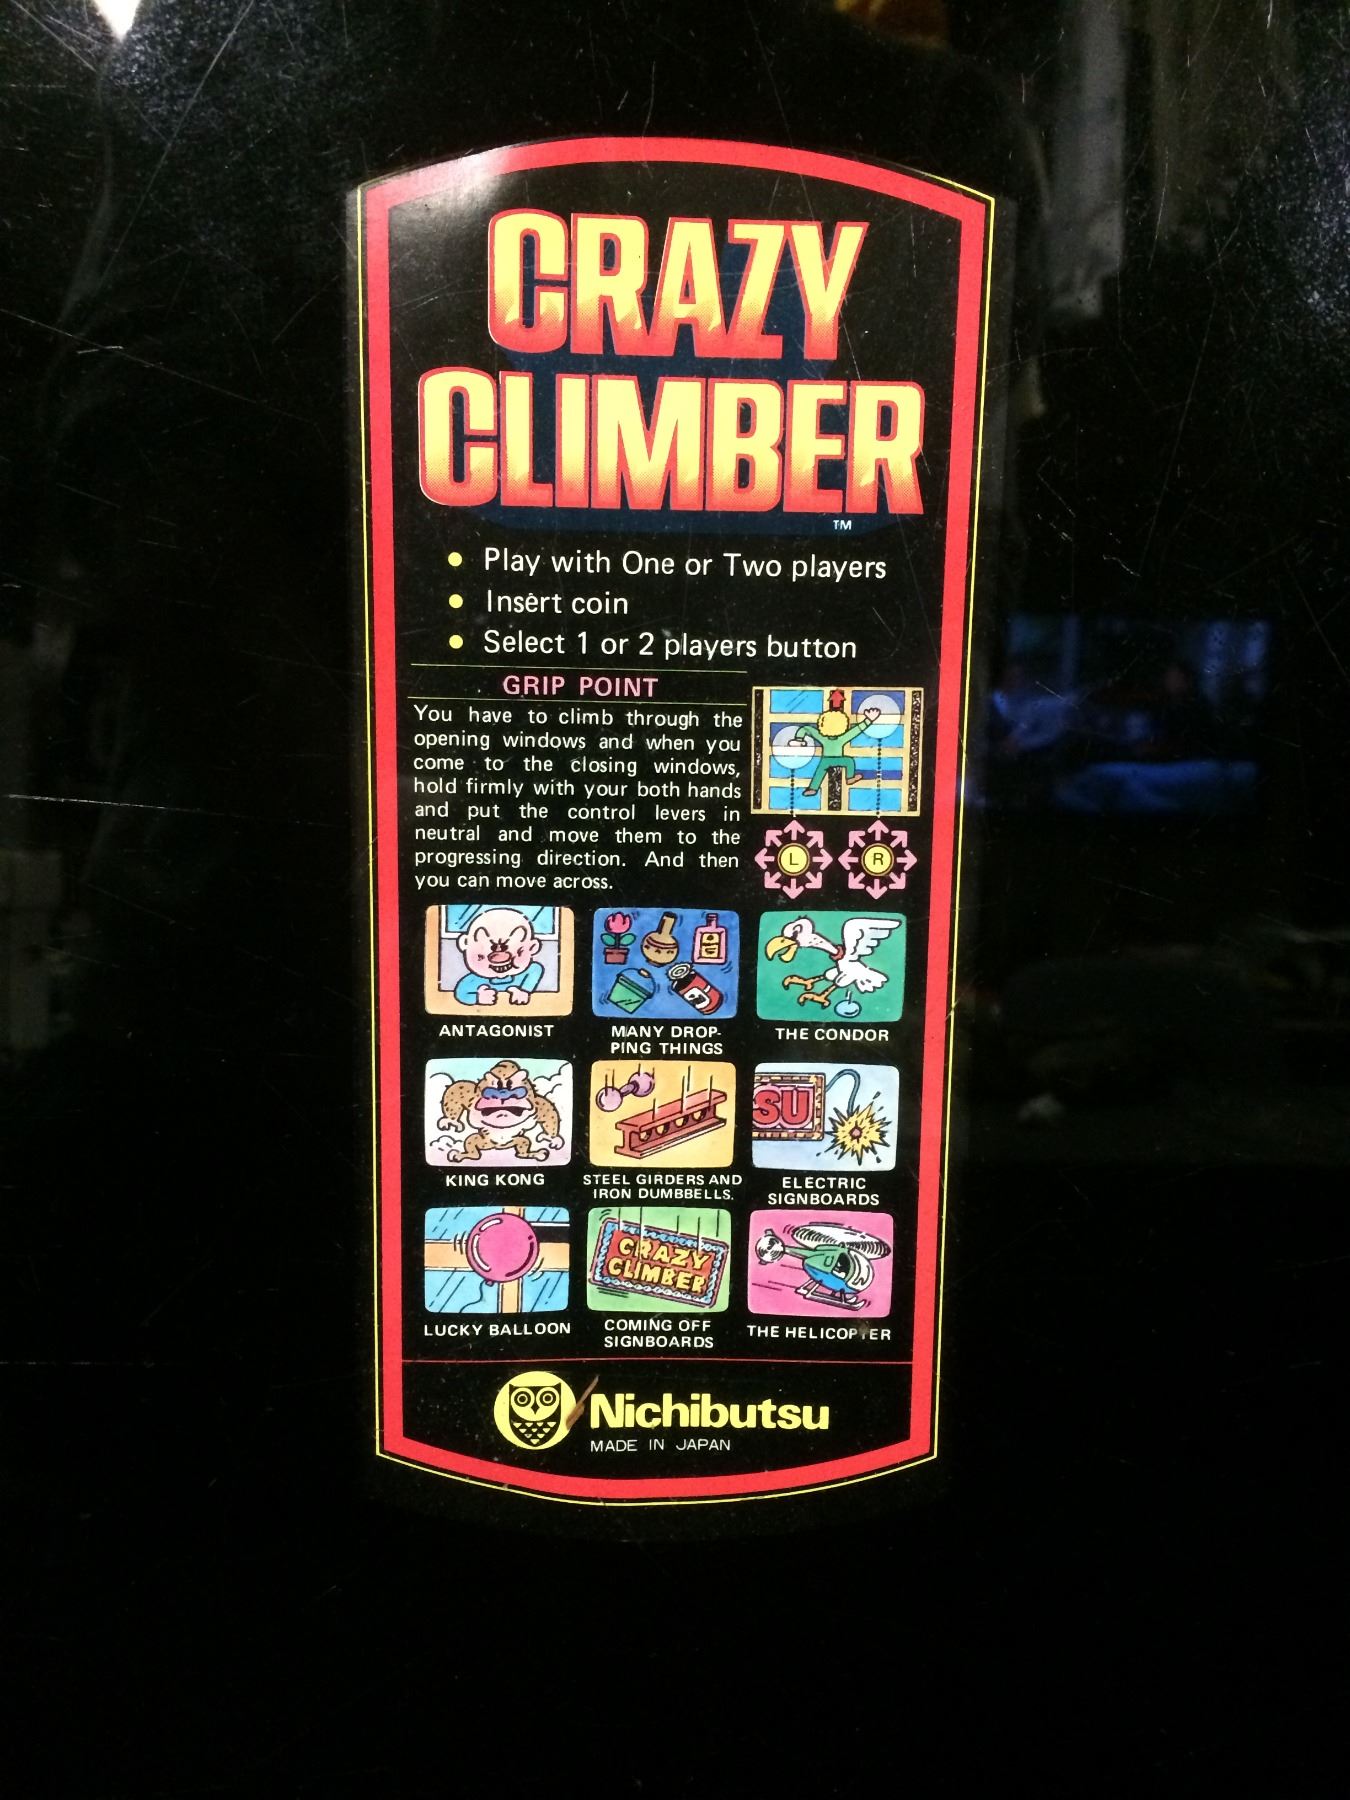 CRAZY
CLIMBER
TM
• Play with One or Two players
• Insert coin
• Select 1 or 2 players button
GRIP POINT
You have to climb through the
opening windows and when you
come to the closing windows,
hold firmly with your both hands
and put the control levers in
neutral and move them to the
progressing direction. And then
you can move across.
L R
ANTAGONIST
MANY DROP-
PING THINGS
THE CONDOR
SU
KING KONG
STEEL GIRDERS AND
IRON DUMBBELLS.
ELECTRIC
SIGNBOARDS
CRAZY
CLIMBER
LUCKY BALLOON
COMING OFF
SIGNBOARDS
THE HELICOPTER
Nichibutsu
MADE IN JAPAN